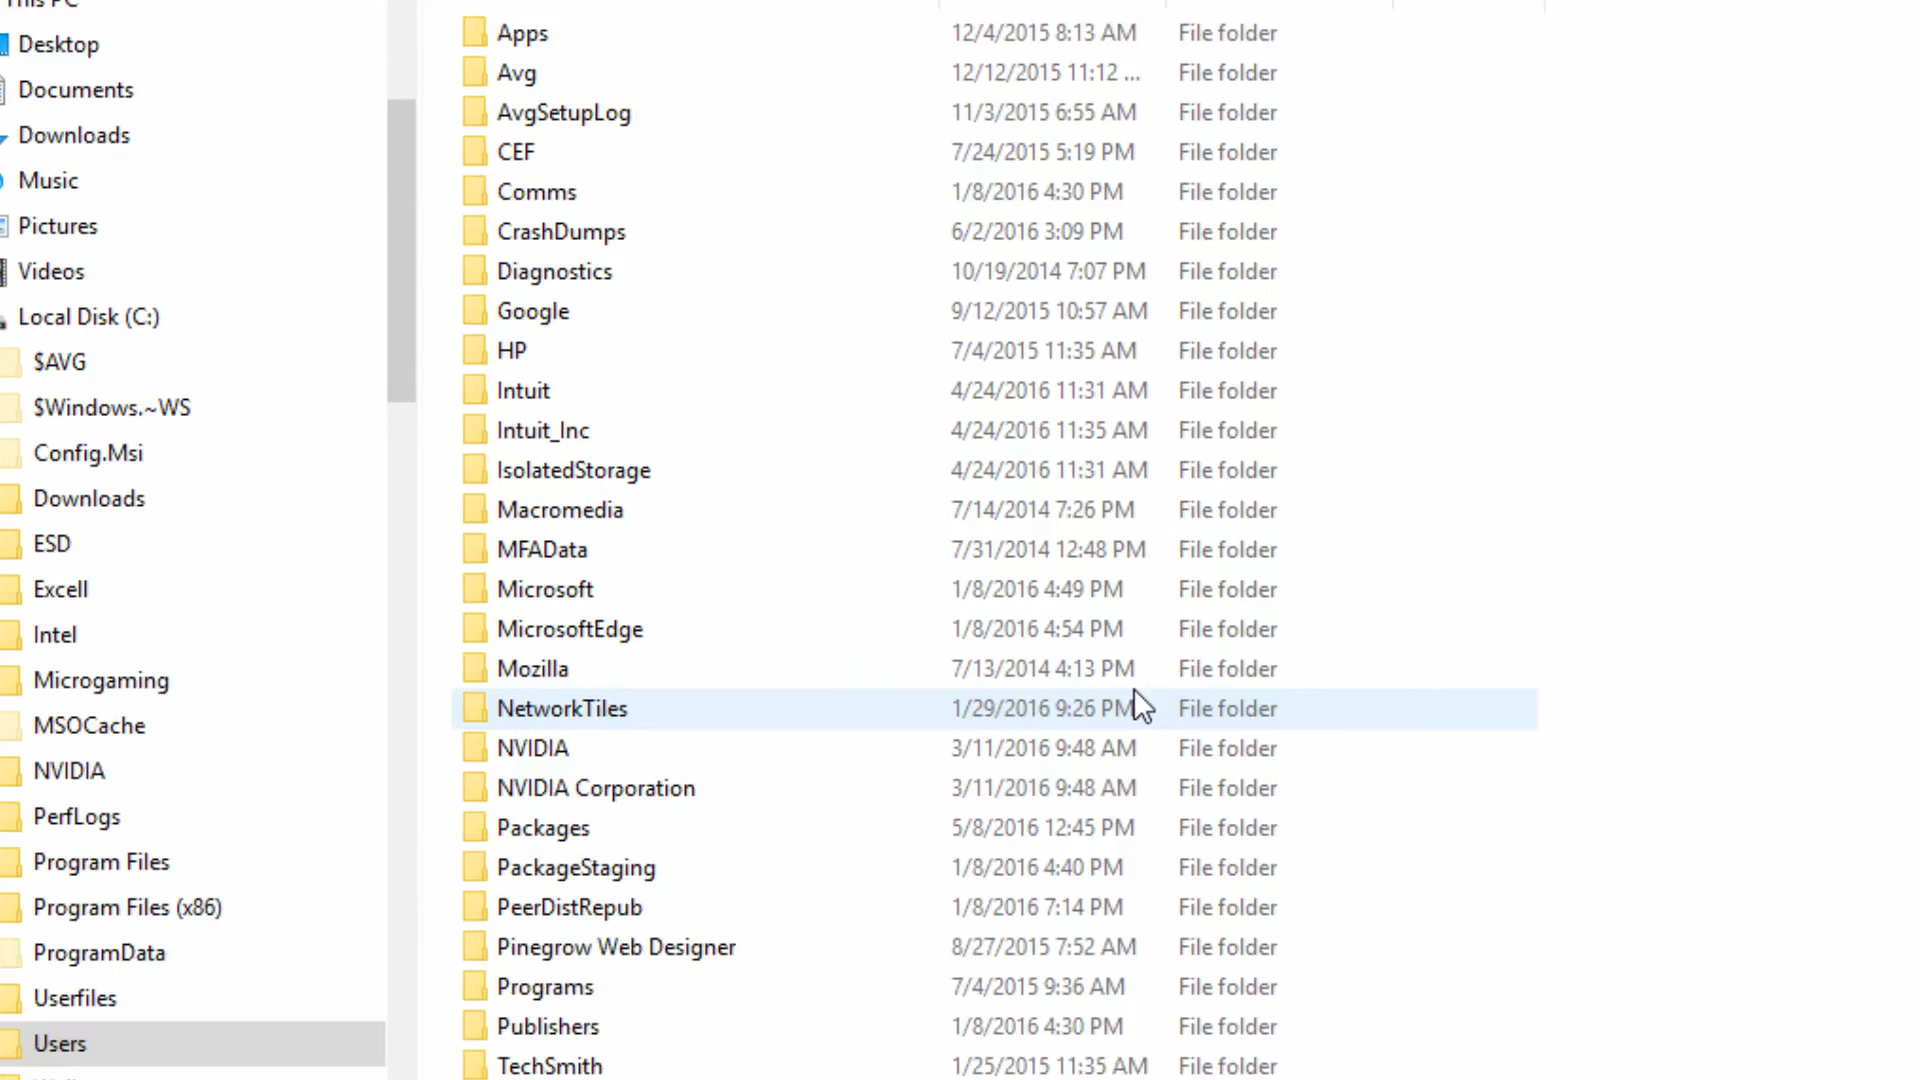 This PC
Desktop
Documents
Downloads
Music
Pictures
Videos
Local Disk (C:)
$AVG
$Windows.~WS
Config.Msi
Downloads
ESD
Excell
Intel
Microgaming
MSOCache
NVIDIA
PerfLogs
Program Files
Program Files (x86)
ProgramData
Userfiles
Users
Apps 12/4/2015 8:13 AM File folder
Avg 12/12/2015 11:12 ... File folder
AvgSetupLog 11/3/2015 6:55 AM File folder
CEF 7/24/2015 5:19 PM File folder
Comms 1/8/2016 4:30 PM File folder
CrashDumps 6/2/2016 3:09 PM File folder
Diagnostics 10/19/2014 7:07 PM File folder
Google 9/12/2015 10:57 AM File folder
HP 7/4/2015 11:35 AM File folder
Intuit 4/24/2016 11:31 AM File folder
Intuit_Inc 4/24/2016 11:35 AM File folder
IsolatedStorage 4/24/2016 11:31 AM File folder
Macromedia 7/14/2014 7:26 PM File folder
MFAData 7/31/2014 12:48 PM File folder
Microsoft 1/8/2016 4:49 PM File folder
MicrosoftEdge 1/8/2016 4:54 PM File folder
Mozilla 7/13/2014 4:13 PM File folder
NetworkTiles 1/29/2016 9:26 PM File folder
NVIDIA 3/11/2016 9:48 AM File folder
NVIDIA Corporation 3/11/2016 9:48 AM File folder
Packages 5/8/2016 12:45 PM File folder
PackageStaging 1/8/2016 4:40 PM File folder
PeerDistRepub 1/8/2016 7:14 PM File folder
Pinegrow Web Designer 8/27/2015 7:52 AM File folder
Programs 7/4/2015 9:36 AM File folder
Publishers 1/8/2016 4:30 PM File folder
TechSmith 1/25/2015 11:35 AM File folder